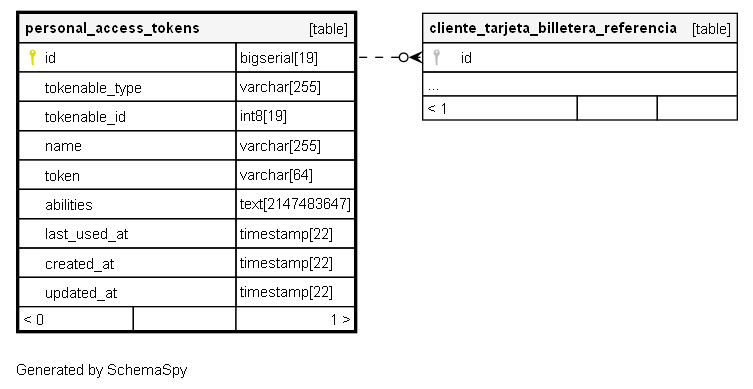 personal_access_tokens [table]
id bigserial[19]
tokenable_type varchar[255]
tokenable_id int8[19]
name varchar[255]
token varchar[64]
abilities text[2147483647]
last_used_at timestamp[22]
created_at timestamp[22]
updated_at timestamp[22]
< 0 1 >
cliente_tarjeta_billetera_referencia [table]
id
...
< 1
Generated by SchemaSpy